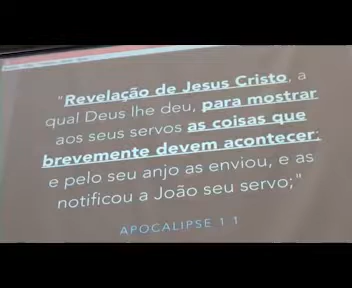 "Revelação de Jesus Cristo, a
qual Deus lhe deu, para mostrar
aos seus servos as coisas que
brevemente devem acontecer;
e pelo seu anjo as enviou, e as
notificou a João seu servo;"
APOCALIPSE 1 1